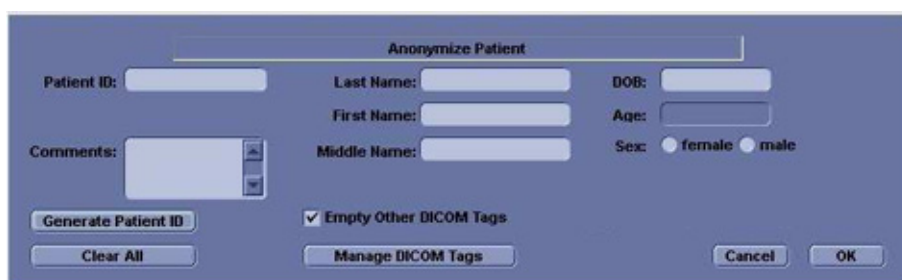 Anonymize Patient
Patient ID: Last Name: DOB:
First Name: Age:
Comments: Middle Name: Sex: female male
Generate Patient ID Empty Other DICOM Tags
Clear All Manage DICOM Tags Cancel OK